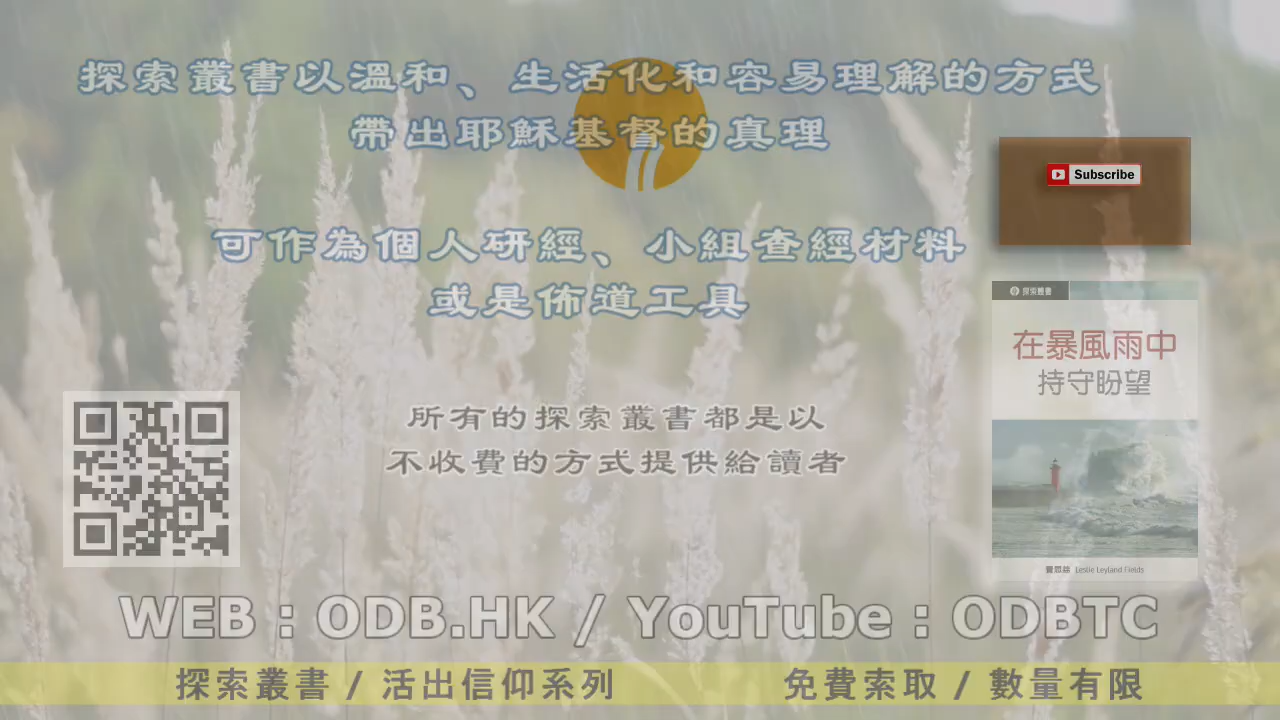 探索叢書以溫和、生活化和容易理解的方式
帶出耶穌基督的真理
可作為個人研經、小組查經材料
或是佈道工具
Subscribe
探索叢書
在暴風雨中
持守盼望
Leslie Leyland Fields
所有的探索叢書都是以
不收費的方式提供給讀者
WEB : ODB.HK / YouTube : ODBTC
探索叢書 / 活出信仰系列 免費索取 / 數量有限